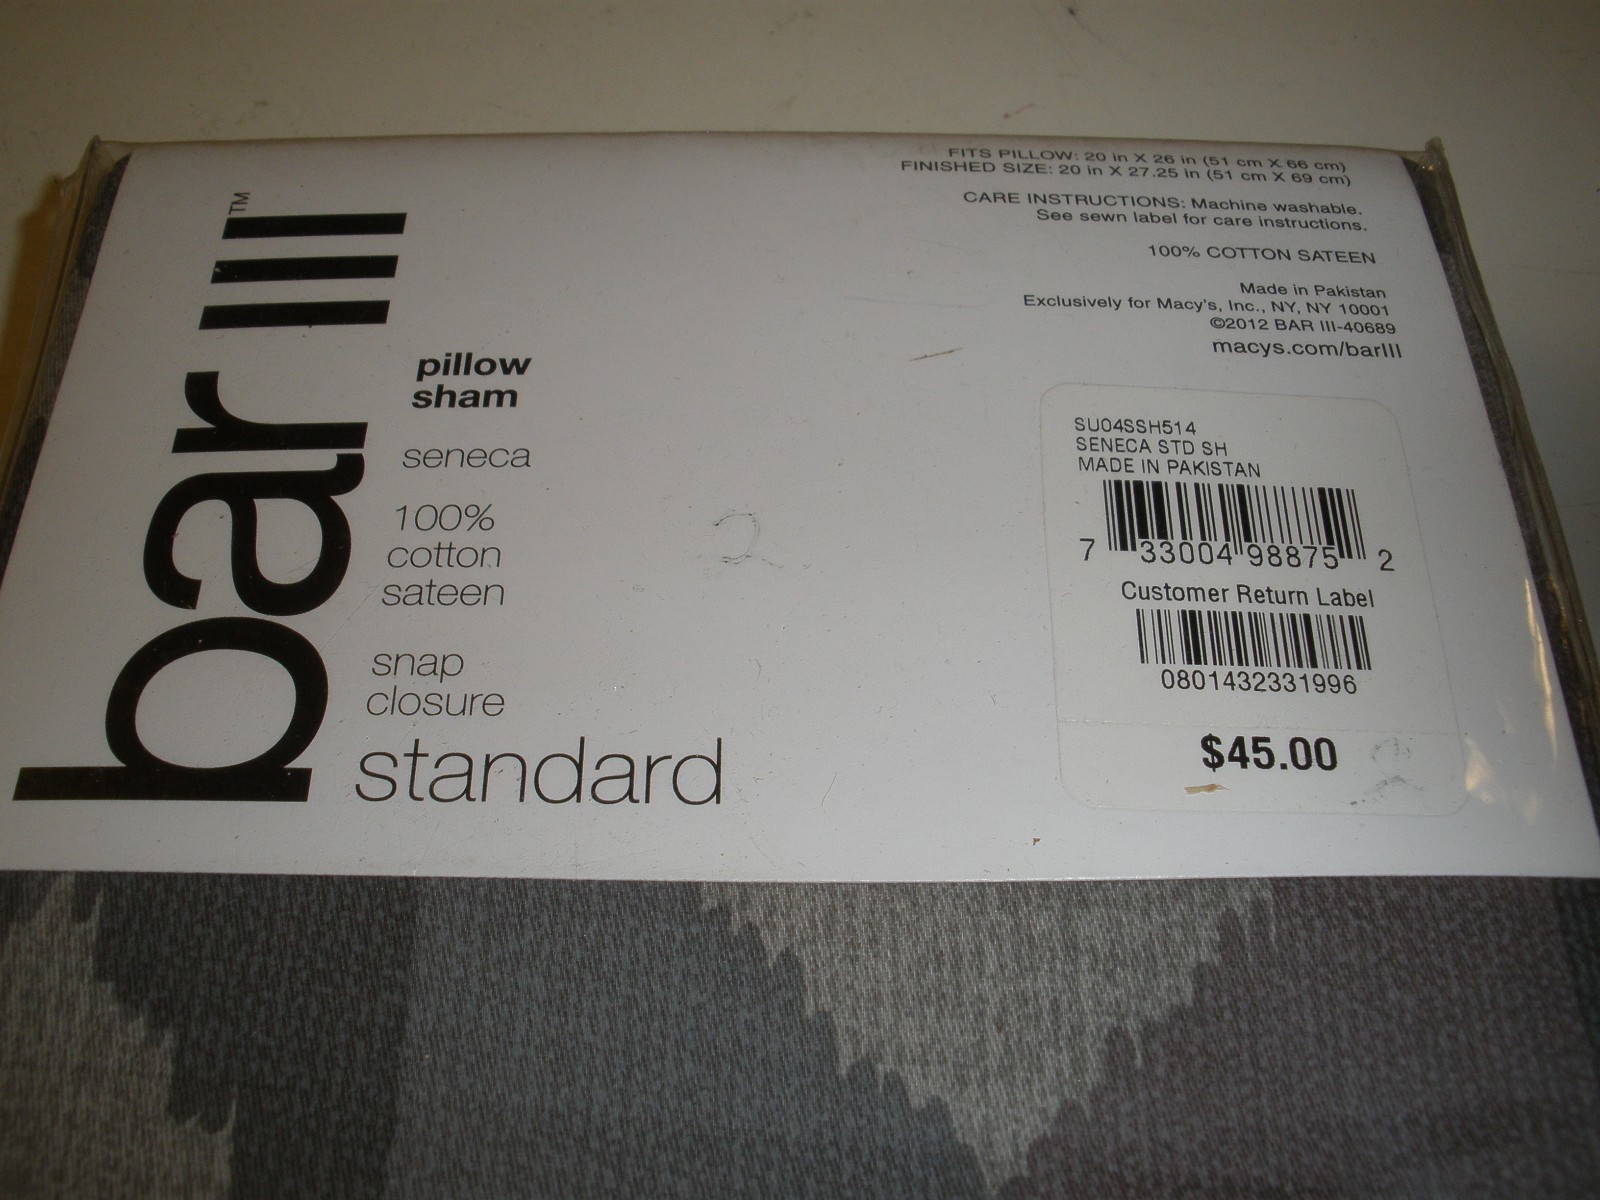 bar III™
pillow
sham
seneca
100%
cotton
sateen
snap
closure
standard
FITS PILLOW: 20 in X 26 in (51 cm X 66 cm)
FINISHED SIZE: 20 in X 27.25 in (51 cm X 69 cm)
CARE INSTRUCTIONS: Machine washable.
See sewn label for care instructions.
100% COTTON SATEEN
Made in Pakistan
Exclusively for Macy's, Inc., NY, NY 10001
©2012 BAR III-40689
macys.com/barIII
SU04SSH514
SENECA STD SH
MADE IN PAKISTAN
7 33004 98875 2
Customer Return Label
0801432331996
$45.00